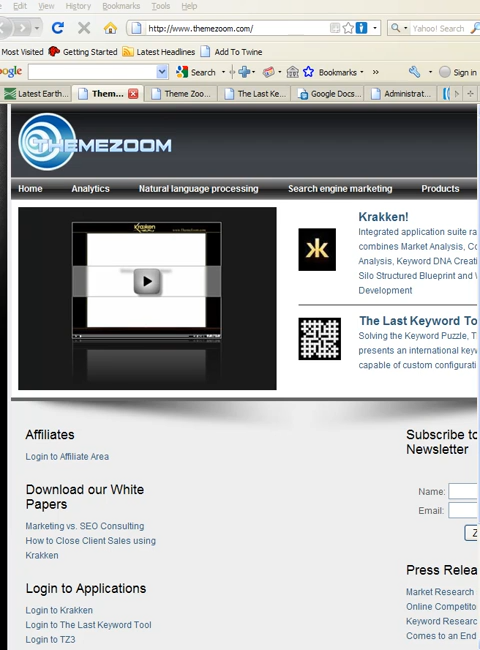 Edit View History Bookmarks Tools Help
http://www.themezoom.com/
Yahoo! Search
Most Visited Getting Started Latest Headlines Add To Twine
oogle Search Bookmarks Sign in
Latest Earth... Them... Theme Zoo... The Last Ke... Google Docs... Administrat...
THEMEZOOM
Home Analytics Natural language processing Search engine marketing Products
Krakken
Krakken!
Integrated application suite ra
combines Market Analysis, Co
Analysis, Keyword DNA Creati
Silo Structured Blueprint and
Development
The Last Keyword To
Solving the Keyword Puzzle, T
presents an international keyw
capable of custom configurati
Affiliates
Login to Affiliate Area
Subscribe to
Newsletter
Download our White
Papers
Name:
Email:
Marketing vs. SEO Consulting
How to Close Client Sales using
Krakken
Press Relea
Login to Applications
Market Research
Online Competito
Keyword Researc
Comes to an End
Login to Krakken
Login to The Last Keyword Tool
Login to TZ3